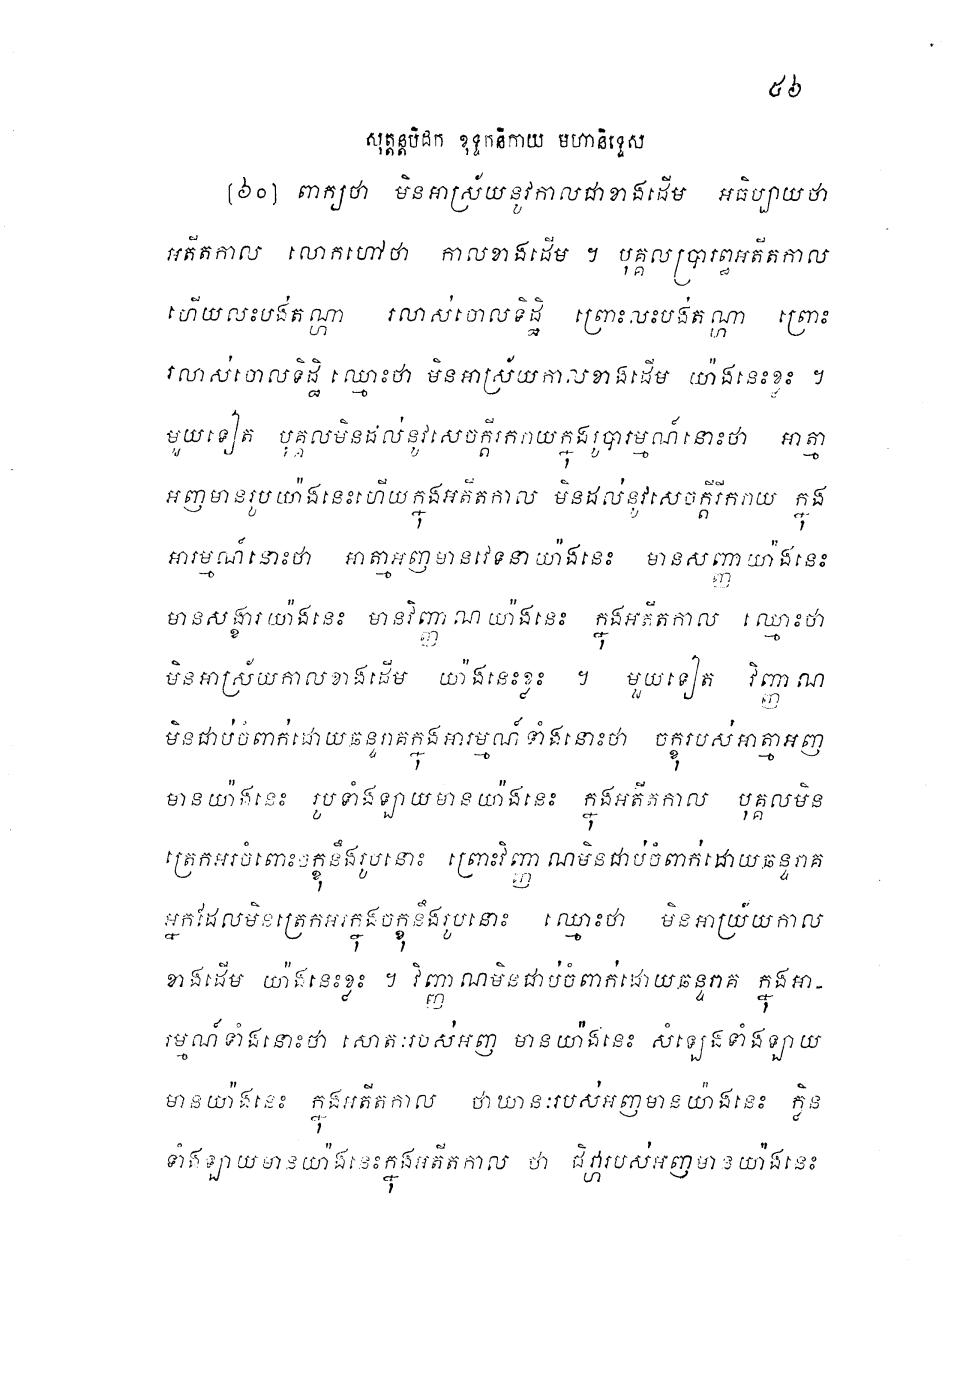 ៥៦
សុត្តន្តបិដក ខុទ្ទកនិកាយ មហានិទ្ទេស
(៦០) ពាក្យថា មិនអាស្រ័យនូវកាលជាខាងដើម អធិប្បាយថា
អតីតកាល លោកហៅថា កាលខាងដើម ។ បុគ្គលប្រារព្ធអតីតកាល
ហើយលះបង់តណ្ហា រលាស់ចោលទិដ្ឋិ ព្រោះលះបង់តណ្ហា ព្រោះ
រលាស់ចោលទិដ្ឋិ ឈ្មោះថា មិនអាស្រ័យកាលខាងដើម យ៉ាងនេះខ្លះ ។
មួយទៀត បុគ្គលមិនដល់នូវសេចក្តីរីករាយក្នុងរូបារម្មណ៍នោះថា អាត្មា
អញមានរូបយ៉ាងនេះហើយក្នុងអតីតកាល មិនដល់នូវសេចក្តីរីករាយ ក្នុង
អារម្មណ៍នោះថា អាត្មាអញមានវេទនាយ៉ាងនេះ មានសញ្ញាយ៉ាងនេះ
មានសង្ខារយ៉ាងនេះ មានវិញ្ញាណយ៉ាងនេះ ក្នុងអតីតកាល ឈ្មោះថា
មិនអាស្រ័យកាលខាងដើម យ៉ាងនេះខ្លះ ។ មួយទៀត វិញ្ញាណ
មិនជាប់ចំពាក់ដោយឆន្ទរាគក្នុងអារម្មណ៍ទាំងនោះថា ចក្ខុរបស់អាត្មាអញ
មានយ៉ាងនេះ រូបទាំងឡាយមានយ៉ាងនេះ ក្នុងអតីតកាល បុគ្គលមិន
ត្រេកអរចំពោះចក្ខុនឹងរូបនោះ ព្រោះវិញ្ញាណមិនជាប់ចំពាក់ដោយឆន្ទរាគ
អ្នកដែលមិនត្រេកអរក្នុងចក្ខុនឹងរូបនោះ ឈ្មោះថា មិនអាស្រ័យកាល
ខាងដើម យ៉ាងនេះខ្លះ ។ វិញ្ញាណមិនជាប់ចំពាក់ដោយឆន្ទរាគ ក្នុងអា-
រម្មណ៍ទាំងនោះថា សោតៈរបស់អញ មានយ៉ាងនេះ សំឡេងទាំងឡាយ
មានយ៉ាងនេះ ក្នុងអតីតកាល ថាឃានៈរបស់អញមានយ៉ាងនេះ ក្លិន
ទាំងឡាយមានយ៉ាងនេះក្នុងអតីតកាល ថា ជិវ្ហារបស់អញមានយ៉ាងនេះ